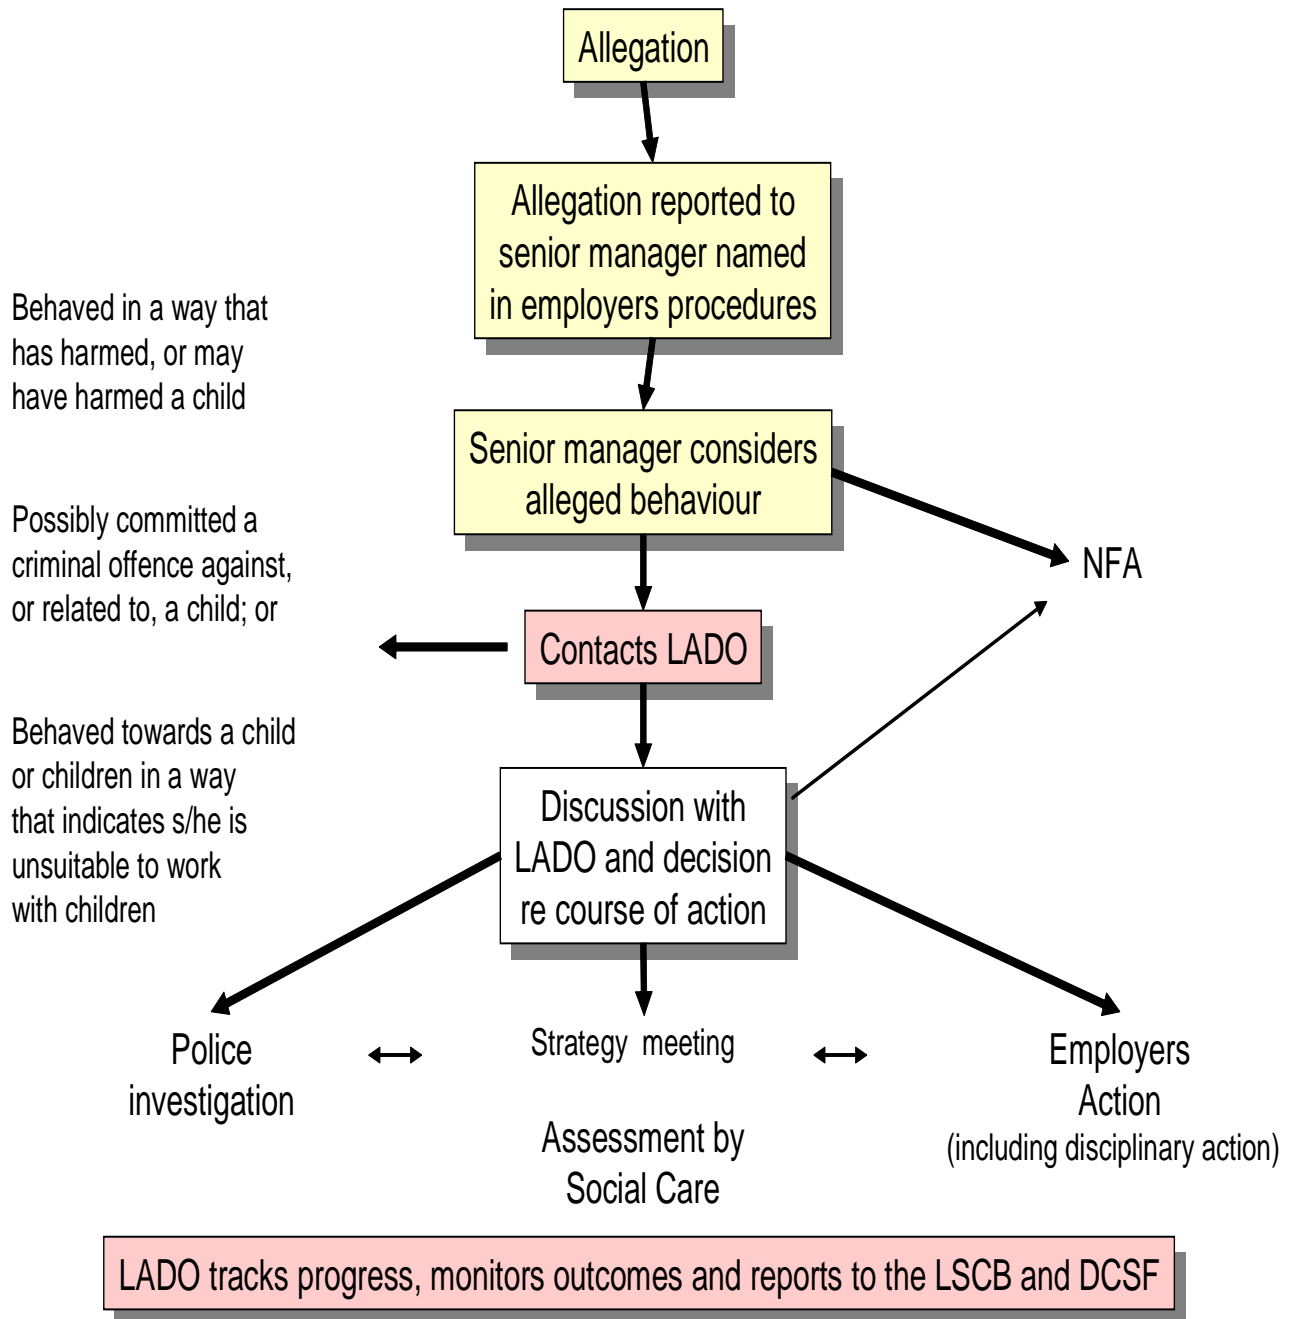 Allegation
Allegation reported to
senior manager named
in employers procedures
Behaved in a way that
has harmed, or may
have harmed a child
Senior manager considers
alleged behaviour
Possibly committed a
criminal offence against,
or related to, a child; or
NFA
Contacts LADO
Behaved towards a child
or children in a way
that indicates s/he is
unsuitable to work
with children
Discussion with
LADO and decision
re course of action
Police
investigation
Strategy meeting
Assessment by
Social Care
Employers
Action
(including disciplinary action)
LADO tracks progress, monitors outcomes and reports to the LSCB and DCSF